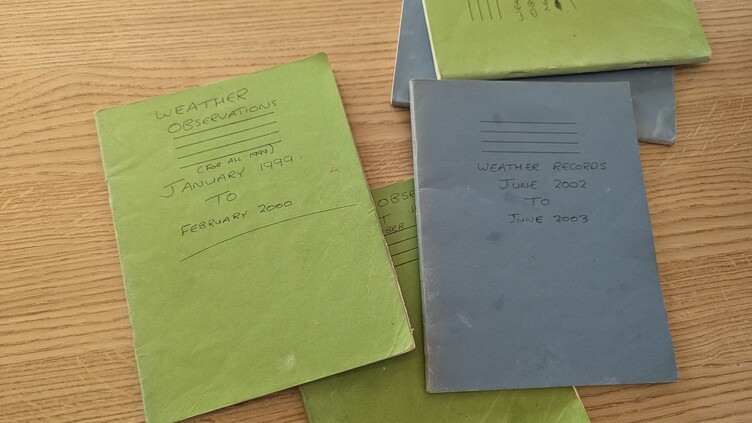 WEATHER
OBSERVATIONS
(FOR ALL 1999)
JANUARY 1999.
TO
FEBRUARY 2000
WEATHER RECORDS
JUNE 2002
TO
JUNE 2003